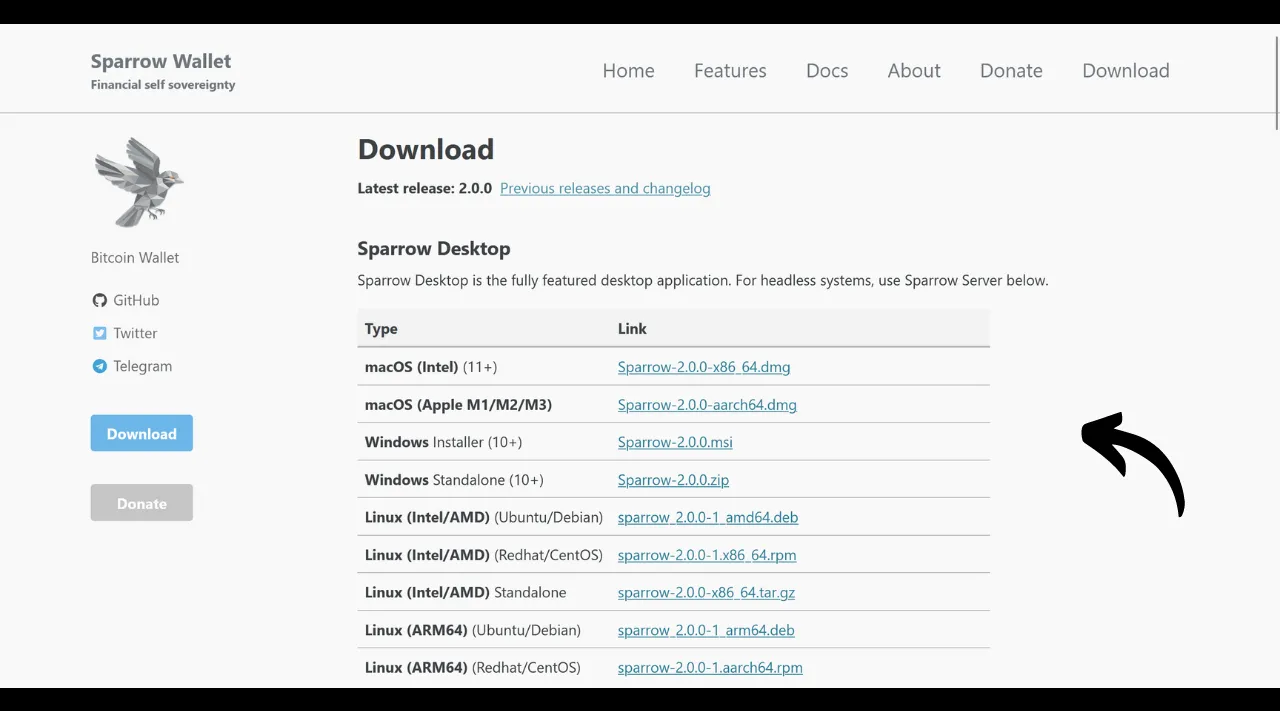 Sparrow Wallet
Financial self sovereignty
Home Features Docs About Donate Download
Bitcoin Wallet
GitHub
Twitter
Telegram
Download
Donate
Download
Latest release: 2.0.0 Previous releases and changelog
Sparrow Desktop
Sparrow Desktop is the fully featured desktop application. For headless systems, use Sparrow Server below.
Type Link
macOS (Intel) (11+) Sparrow-2.0.0-x86_64.dmg
macOS (Apple M1/M2/M3) Sparrow-2.0.0-aarch64.dmg
Windows Installer (10+) Sparrow-2.0.0.msi
Windows Standalone (10+) Sparrow-2.0.0.zip
Linux (Intel/AMD) (Ubuntu/Debian) sparrow_2.0.0-1_amd64.deb
Linux (Intel/AMD) (Redhat/CentOS) sparrow-2.0.0-1.x86_64.rpm
Linux (Intel/AMD) Standalone sparrow-2.0.0-x86_64.tar.gz
Linux (ARM64) (Ubuntu/Debian) sparrow_2.0.0-1_arm64.deb
Linux (ARM64) (Redhat/CentOS) sparrow-2.0.0-1.aarch64.rpm